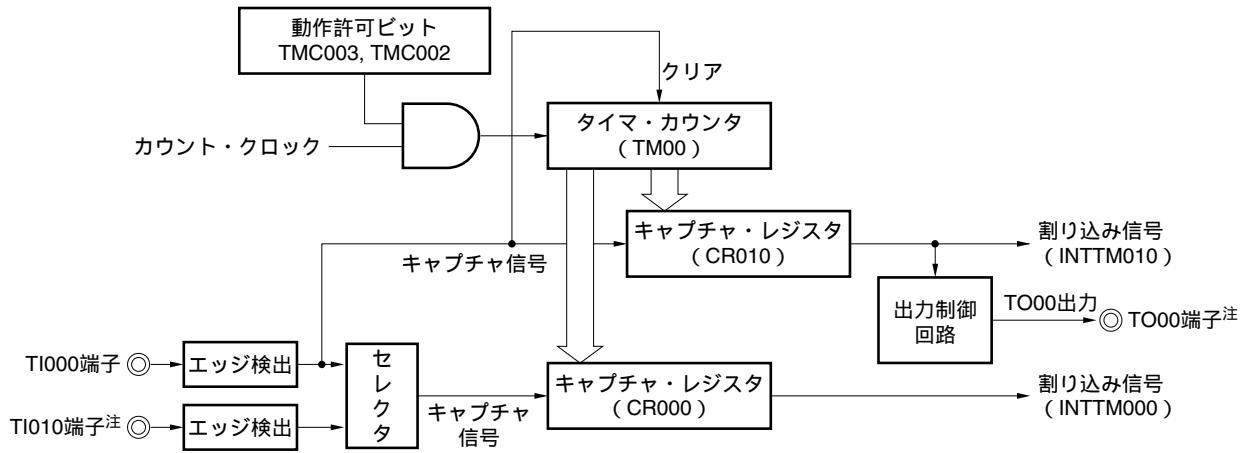 動作許可ビット
TMC003, TMC002
クリア
カウント・クロック
タイマ・カウンタ
（TM00）
キャプチャ・レジスタ
（CR010）
割り込み信号
（INTTM010）
キャプチャ信号
出力制御
回路
TO00出力
TO00端子注
TI000端子
エッジ検出
セレクタ
キャプチャ・レジスタ
（CR000）
割り込み信号
（INTTM000）
TI010端子注
エッジ検出
キャプチャ
信号